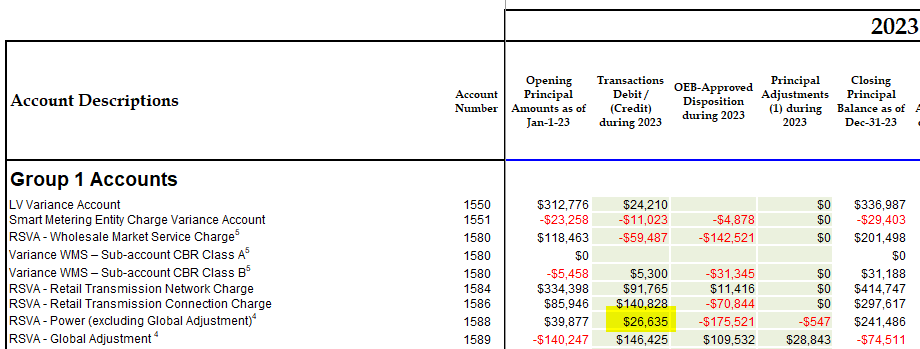 2023
Account Descriptions
Account Number
Opening Principal Amounts as of Jan-1-23
Transactions Debit / (Credit) during 2023
OEB-Approved Disposition during 2023
Principal Adjustments (1) during 2023
Closing Principal Balance as of Dec-31-23
Group 1 Accounts
LV Variance Account 1550 $312,776 $24,210 $0 $336,987
Smart Metering Entity Charge Variance Account 1551 -$23,258 -$11,023 -$4,878 $0 -$29,403
RSVA - Wholesale Market Service Charge5 1580 $118,463 -$59,487 -$142,521 $0 $201,498
Variance WMS – Sub-account CBR Class A5 1580 $0 $0
Variance WMS – Sub-account CBR Class B5 1580 -$5,458 $5,300 -$31,345 $0 $31,188
RSVA - Retail Transmission Network Charge 1584 $334,398 $91,765 $11,416 $0 $414,747
RSVA - Retail Transmission Connection Charge 1586 $85,946 $140,828 -$70,844 $0 $297,617
RSVA - Power (excluding Global Adjustment)4 1588 $39,877 $26,635 -$175,521 -$547 $241,486
RSVA - Global Adjustment 4 1589 -$140,247 $146,425 $109,532 $28,843 -$74,511